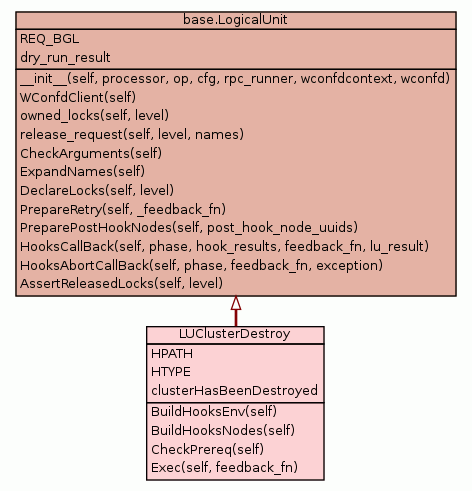 base.LogicalUnit
REQ_BGL
dry_run_result
__init__(self, processor, op, cfg, rpc_runner, wconfdcontext, wconfd)
WConfdClient(self)
owned_locks(self, level)
release_request(self, level, names)
CheckArguments(self)
ExpandNames(self)
DeclareLocks(self, level)
PrepareRetry(self, _feedback_fn)
PreparePostHookNodes(self, post_hook_node_uuids)
HooksCallBack(self, phase, hook_results, feedback_fn, lu_result)
HooksAbortCallBack(self, phase, feedback_fn, exception)
AssertReleasedLocks(self, level)
LUClusterDestroy
HPATH
HTYPE
clusterHasBeenDestroyed
BuildHooksEnv(self)
BuildHooksNodes(self)
CheckPrereq(self)
Exec(self, feedback_fn)